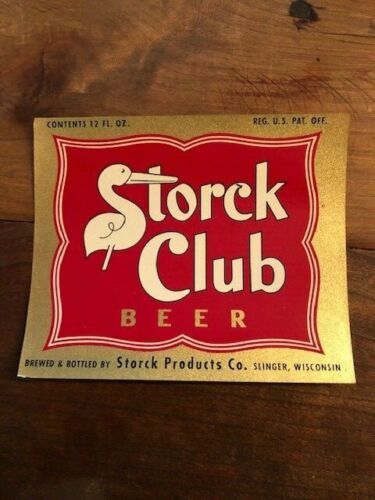 CONTENTS 12 FL. OZ. REG. U.S. PAT. OFF.
Storck
Club
BEER
BREWED & BOTTLED BY Storck Products Co. SLINGER, WISCONSIN